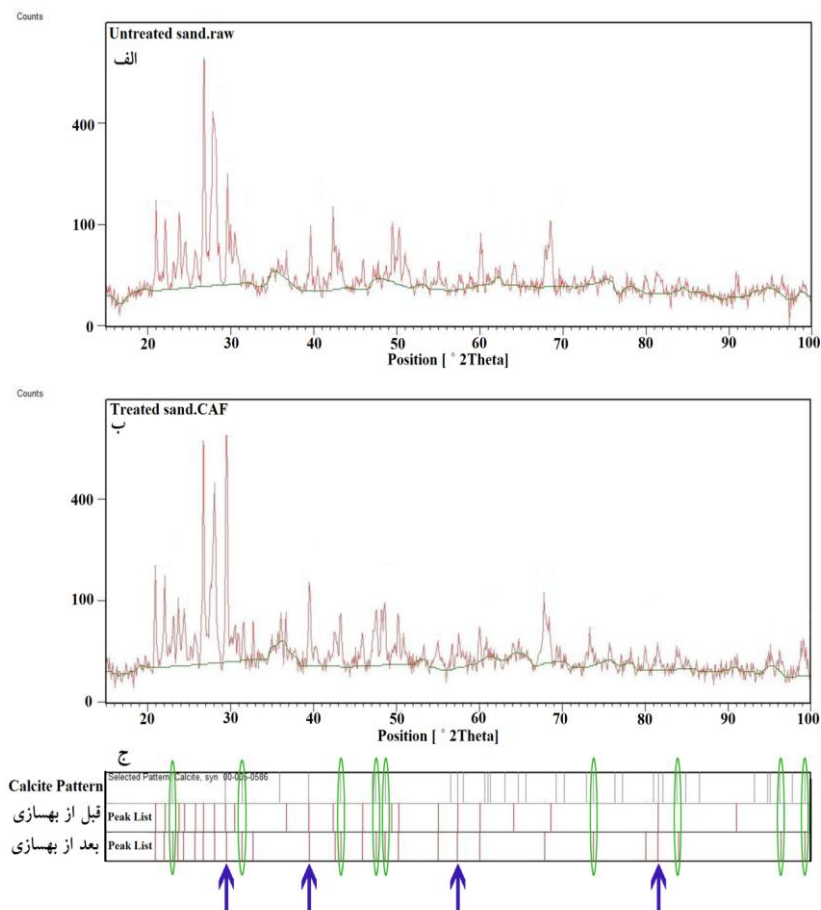 Counts
Untreated sand.raw
الف
400
100
0
20 30 40 50 60 70 80 90 100
Position [ ° 2Theta]
Counts
Treated sand.CAF
ب
400
100
0
20 30 40 50 60 70 80 90 100
Position [ ° 2Theta]
ج
Selected Pattern: Calcite, syn 00-005-0586
Calcite Pattern
قبل از بهسازی Peak List
بعد از بهسازی Peak List